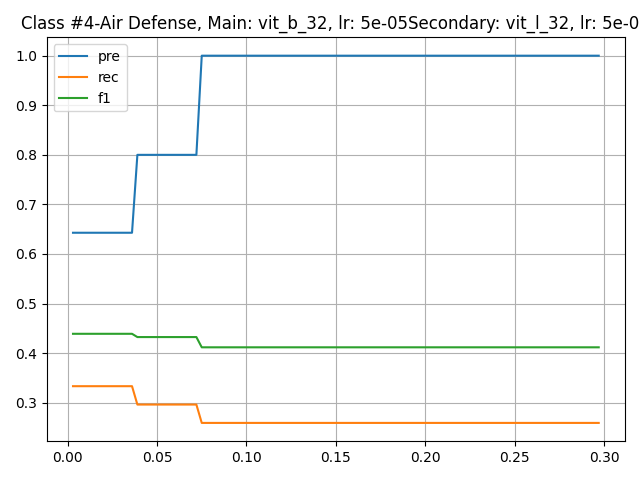 Class #4-Air Defense, Main: vit_b_32, lr: 5e-05Secondary: vit_l_32, lr: 5e-0
pre
rec
f1
1.0
0.9
0.8
0.7
0.6
0.5
0.4
0.3
0.00 0.05 0.10 0.15 0.20 0.25 0.30